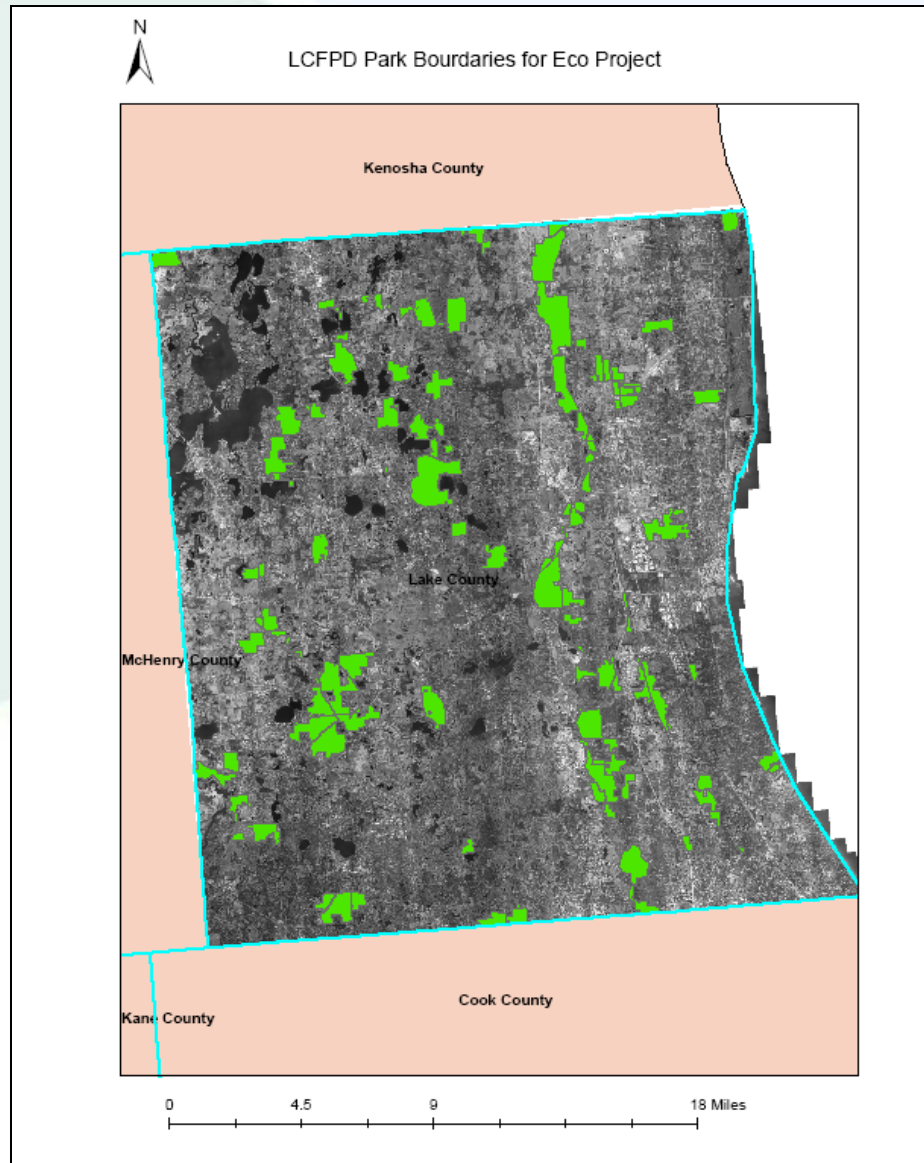 N
LCFPD Park Bourdaries for Eco Project
Kenosha County
Lake County
McHenry County
Cook County
Kane County
0 4.5 9 18 Miles